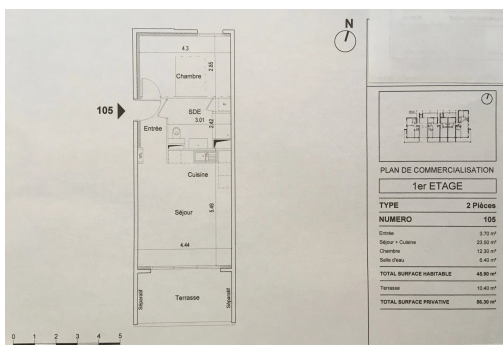 N
4.3
2.85
Chambre
105
SDE
3.01
2.42
Entrée
Cuisine
Séjour
5.46
4.44
Séparatif
Terrasse
Séparatif
0 1 2 3 4 5
PLAN DE COMMERCIALISATION
1er ETAGE
TYPE 2 Pièces
NUMERO 105
Entrée 3.70 m²
Séjour + Cuisine 23.50 m²
Chambre 12.30 m²
Salle d'eau 6.40 m²
TOTAL SURFACE HABITABLE 45.90 m²
Terrasse 10.40 m²
TOTAL SURFACE PRIVATIVE 56.30 m²